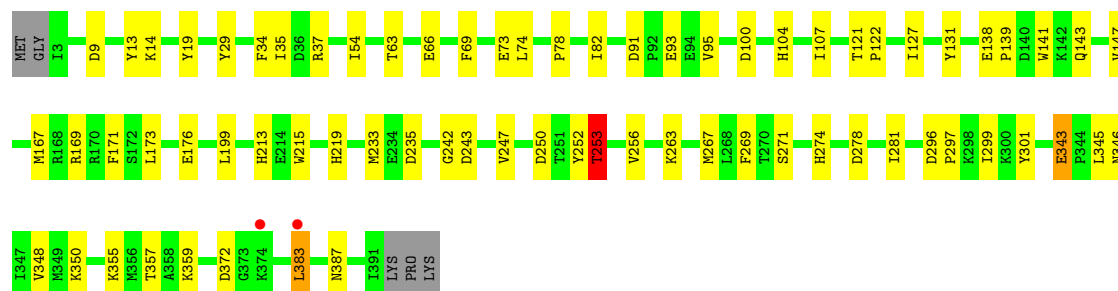 MET GLY I3 D9 Y13 K14 Y19 Y29 F34 I35 D36 R37 I54 T63 E66 F69 E73 L74 P78 I82 D91 P92 E93 E94 V95 D100 H104 I107 T121 P122 I127 Y131 E138 P139 D140 W141 K142 Q143
M167 R168 R169 R170 F171 S172 L173 E176 L199 H213 E214 W215 H219 M233 E234 D235 G242 D243 V247 D250 T251 Y252 T253 V256 K263 M267 L268 F269 T270 S271 H274 D278 I281 D296 P297 K298 I299 K300 Y301 E343 P344 L345
I347 V348 M349 K350 K355 M356 T357 A358 K359 D372 G373 K374 L383 N387 I391 LYS PRO LYS